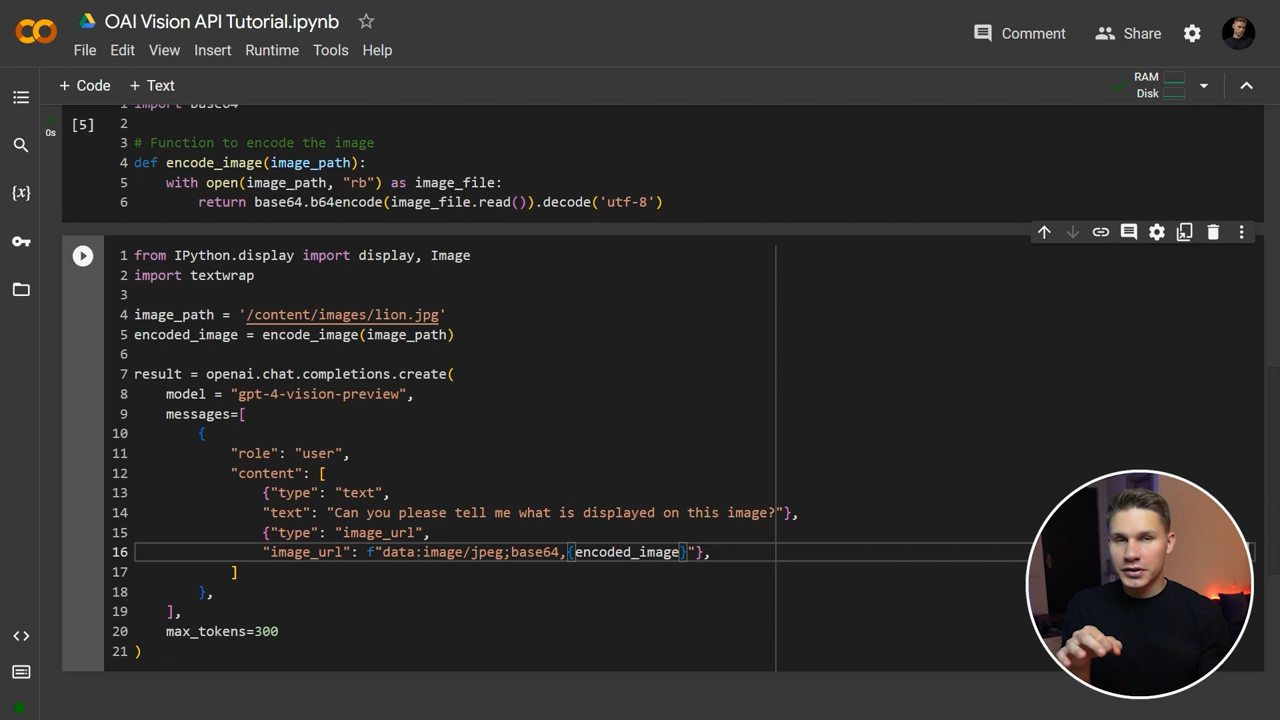 OAI Vision API Tutorial.ipynb
Comment
Share
File Edit View Insert Runtime Tools Help
+ Code + Text
RAM
Disk
1 import base64
[5]
0s
2
3 # Function to encode the image
4 def encode_image(image_path):
5 with open(image_path, "rb") as image_file:
6 return base64.b64encode(image_file.read()).decode('utf-8')
{x}
1 from IPython.display import display, Image
2 import textwrap
3
4 image_path = '/content/images/lion.jpg'
5 encoded_image = encode_image(image_path)
6
7 result = openai.chat.completions.create(
8 model = "gpt-4-vision-preview",
9 messages=[
10 {
11 "role": "user",
12 "content": [
13 {"type": "text",
14 "text": "Can you please tell me what is displayed on this image?"},
15 {"type": "image_url",
16 "image_url": f"data:image/jpeg;base64,{encoded_image}"},
17 ]
18 },
19 ],
20 max_tokens=300
21 )